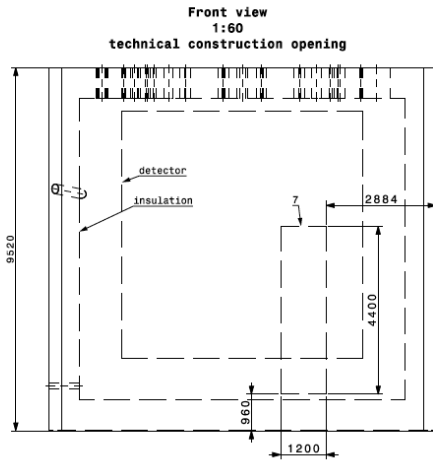 Front view
1:60
technical construction opening
detector
insulation
7
2884
9520
4400
960
1200